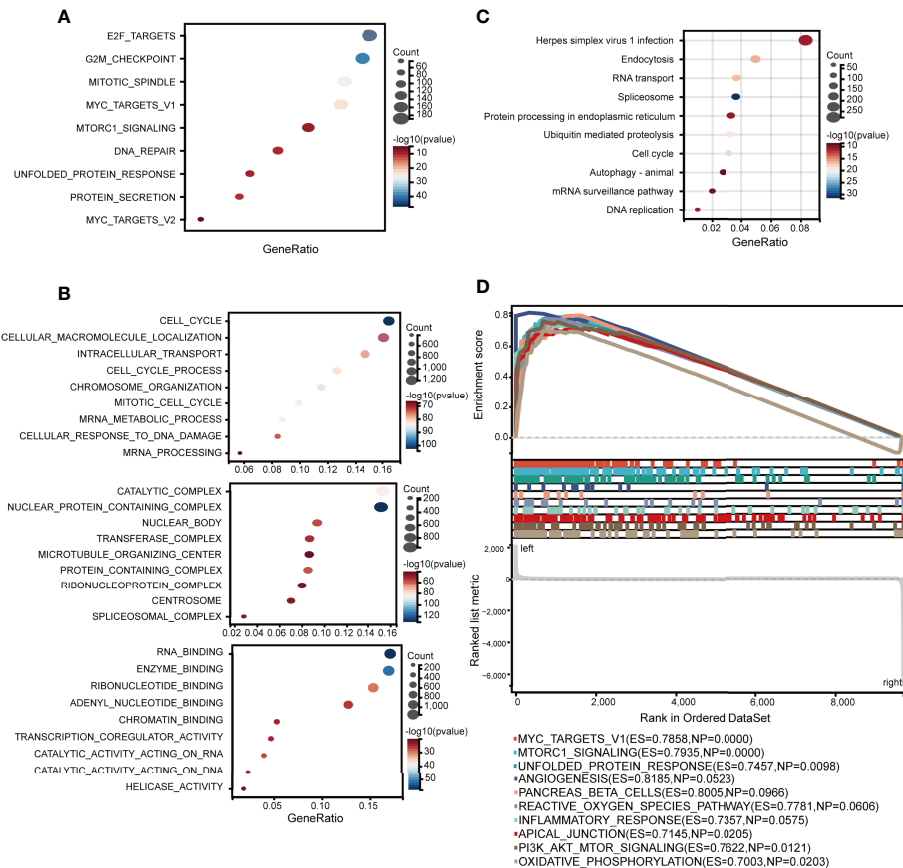 A
E2F_TARGETS
G2M_CHECKPOINT
MITOTIC_SPINDLE
MYC_TARGETS_V1
MTORC1_SIGNALING
DNA_REPAIR
UNFOLDED_PROTEIN_RESPONSE
PROTEIN_SECRETION
MYC_TARGETS_V2
GeneRatio
Count
60
80
100
120
140
160
180
-log10(pvalue)
10
20
30
40
C
Herpes simplex virus 1 infection
Endocytosis
RNA transport
Spliceosome
Protein processing in endoplasmic reticulum
Ubiquitin mediated proteolysis
Cell cycle
Autophagy - animal
mRNA surveillance pathway
DNA replication
0.02 0.04 0.06 0.08
GeneRatio
Count
50
100
150
200
250
-log10(pvalue)
10
15
20
25
30
B
CELL_CYCLE
CELLULAR_MACROMOLECULE_LOCALIZATION
INTRACELLULAR_TRANSPORT
CELL_CYCLE_PROCESS
CHROMOSOME_ORGANIZATION
MITOTIC_CELL_CYCLE
MRNA_METABOLIC_PROCESS
CELLULAR_RESPONSE_TO_DNA_DAMAGE
MRNA_PROCESSING
0.06 0.08 0.10 0.12 0.14 0.16
Count
600
800
1,000
1,200
-log10(pvalue)
70
80
90
100
CATALYTIC_COMPLEX
NUCLEAR_PROTEIN_CONTAINING_COMPLEX
NUCLEAR_BODY
TRANSFERASE_COMPLEX
MICROTUBULE_ORGANIZING_CENTER
PROTEIN_CONTAINING_COMPLEX
RIBONUCLEOPROTEIN_COMPLEX
CENTROSOME
SPLICEOSOMAL_COMPLEX
0.02 0.04 0.06 0.08 0.10 0.12 0.14 0.16
Count
200
400
600
800
-log10(pvalue)
60
80
100
120
RNA_BINDING
ENZYME_BINDING
RIBONUCLEOTIDE_BINDING
ADENYL_NUCLEOTIDE_BINDING
CHROMATIN_BINDING
TRANSCRIPTION_COREGULATOR_ACTIVITY
CATALYTIC_ACTIVITY_ACTING_ON_RNA
CATALYTIC_ACTIVITY_ACTING_ON_DNA
HELICASE_ACTIVITY
0.05 0.10 0.15
GeneRatio
Count
200
400
600
800
1,000
-log10(pvalue)
30
40
50
D
Enrichment score
0.8
0.6
0.4
0.2
0.0
Ranked list metric
2,000
0
−2,000
−4,000
−6,000
left
right
0 2,000 4,000 6,000 8,000
Rank in Ordered DataSet
MYC_TARGETS_V1(ES=0.7858,NP=0.0000)
MTORC1_SIGNALING(ES=0.7935,NP=0.0000)
UNFOLDED_PROTEIN_RESPONSE(ES=0.7457,NP=0.0098)
ANGIOGENESIS(ES=0.8185,NP=0.0523)
PANCREAS_BETA_CELLS(ES=0.8005,NP=0.0966)
REACTIVE_OXYGEN_SPECIES_PATHWAY(ES=0.7781,NP=0.0606)
INFLAMMATORY_RESPONSE(ES=0.7357,NP=0.0575)
APICAL_JUNCTION(ES=0.7145,NP=0.0205)
PI3K_AKT_MTOR_SIGNALING(ES=0.7622,NP=0.0121)
OXIDATIVE_PHOSPHORYLATION(ES=0.7003,NP=0.0203)